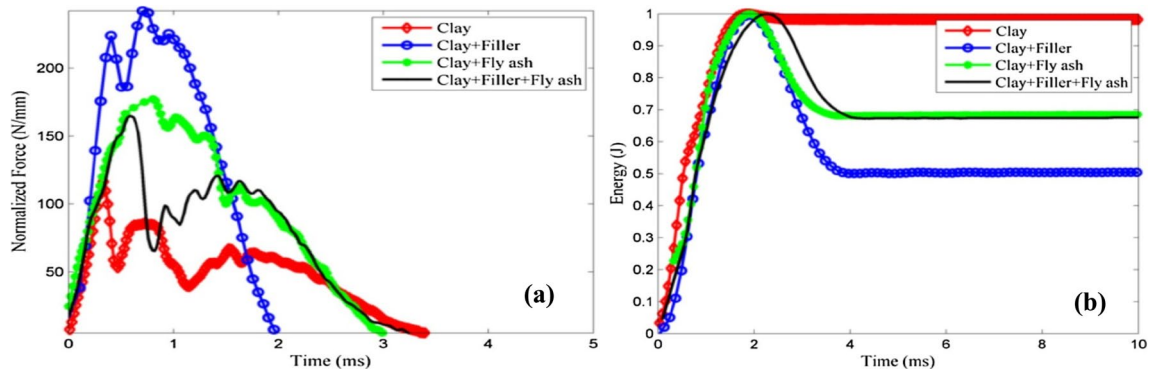 Normalized Force (N/mm)
200
150
100
50
0
1
2
3
4
5
Time (ms)
Clay
Clay+Filler
Clay+Fly ash
Clay+Filler+Fly ash
(a)
Energy (J)
1
0.9
0.8
0.7
0.6
0.5
0.4
0.3
0.2
0.1
0
0
2
4
6
8
10
Time (ms)
Clay
Clay+Filler
Clay+Fly ash
Clay+Filler+Fly ash
(b)